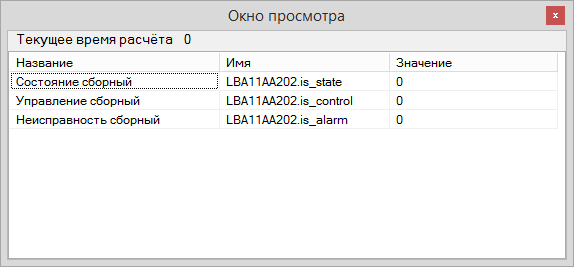 Окно просмотра
x
Текущее время расчёта 0
Название Имя Значение
Состояние сборный LBA11AA202.is_state 0
Управление сборный LBA11AA202.is_control 0
Неисправность сборный LBA11AA202.is_alarm 0